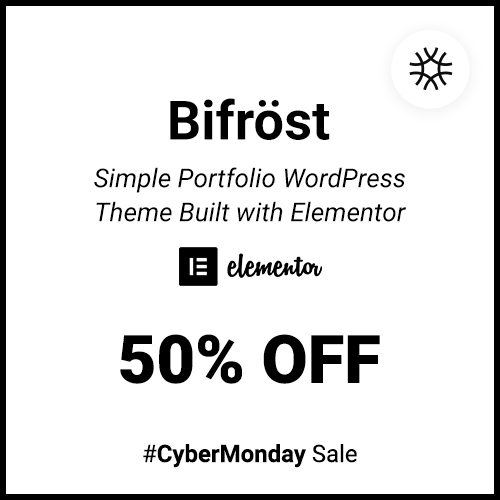 Bifröst
Simple Portfolio WordPress
Theme Built with Elementor
elementor
50% OFF
#CyberMonday Sale